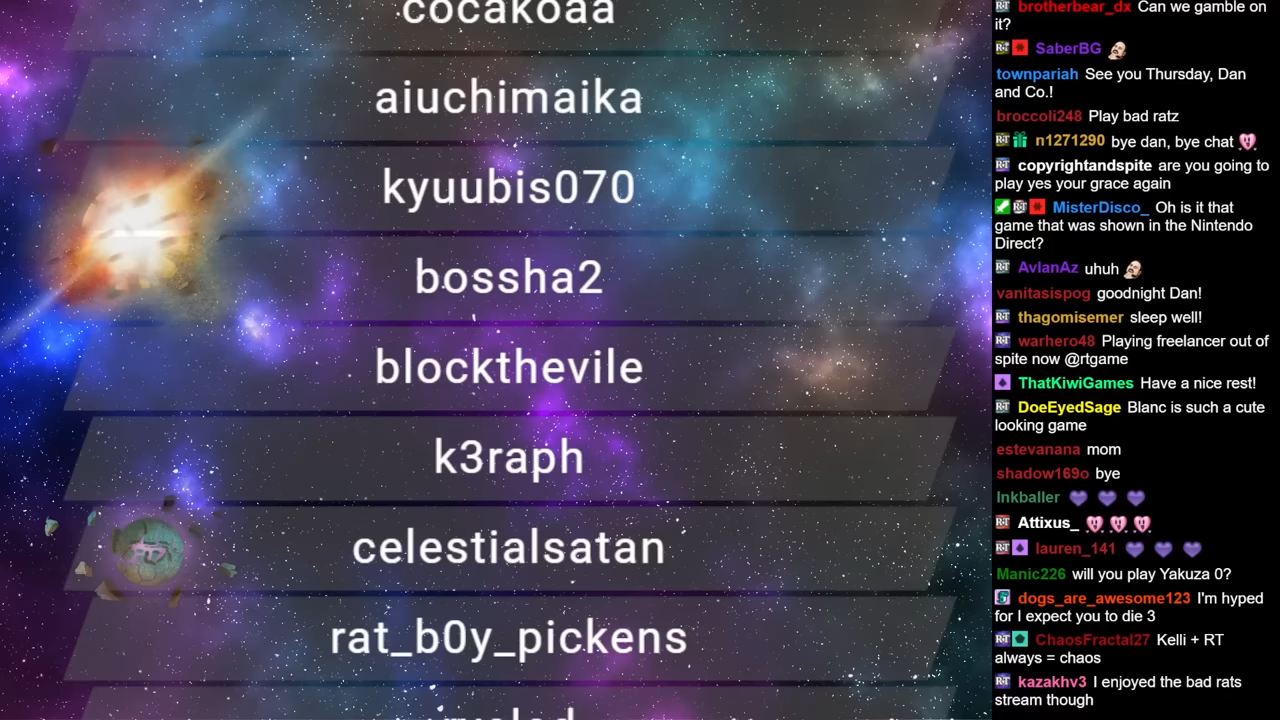 cocakoaa
aiuchimaika
kyuubis070
bossha2
blockthevile
k3raph
celestialsatan
rat_b0y_pickens
brotherbear_dx Can we gamble on
it?
SaberBG
townpariah See you Thursday, Dan
and Co.!
broccoli248 Play bad ratz
n1271290 bye dan, bye chat
copyrightandspite are you going to
play yes your grace again
MisterDisco_ Oh is it that
game that was shown in the Nintendo
Direct?
AvlanAz uhuh
vanitasispog goodnight Dan!
thagomisemer sleep well!
warhero48 Playing freelancer out of
spite now @rtgame
ThatKiwiGames Have a nice rest!
DoeEyedSage Blanc is such a cute
looking game
estevanana mom
shadow169o bye
Inkballer
Attixus_
lauren_141
Manic226 will you play Yakuza 0?
dogs_are_awesome123 I'm hyped
for I expect you to die 3
ChaosFractal27 Kelli + RT
always = chaos
kazakhv3 I enjoyed the bad rats
stream though